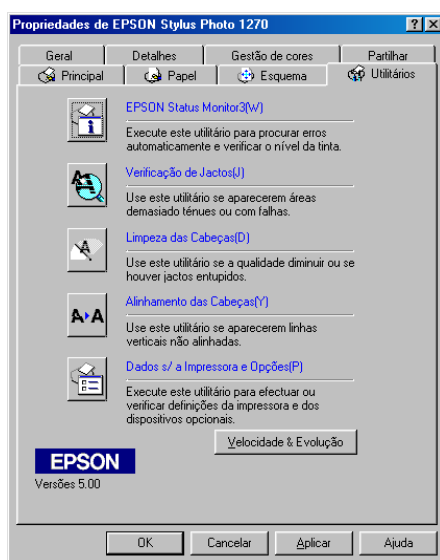 Propriedades de EPSON Stylus Photo 1270
Geral Detalhes Gestão de cores Partilhar
Principal Papel Esquema Utilitários
EPSON Status Monitor3(W)
Execute este utilitário para procurar erros
automaticamente e verificar o nível da tinta.
Verificação de Jactos(J)
Use este utilitário se aparecerem áreas
demasiado ténues ou com falhas.
Limpeza das Cabeças(D)
Use este utilitário se a qualidade diminuir ou se
houver jactos entupidos.
Alinhamento das Cabeças(Y)
A A
Use este utilitário se aparecerem linhas
verticais não alinhadas.
Dados s/ a Impressora e Opções(P)
Execute este utilitário para efectuar ou
verificar definições da impressora e dos
dispositivos opcionais.
Velocidade & Evolução
EPSON
Versões 5.00
OK Cancelar Aplicar Ajuda